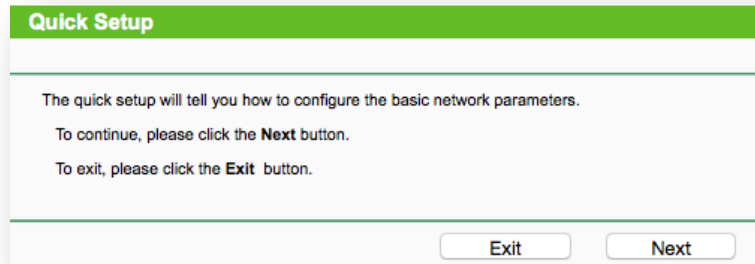 Quick Setup
The quick setup will tell you how to configure the basic network parameters.
To continue, please click the Next button.
To exit, please click the Exit button.
Exit
Next